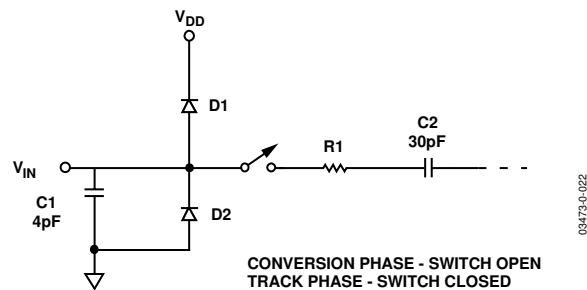 VDD
D1
C2
30pF
R1
VIN
C1
4pF
D2
CONVERSION PHASE - SWITCH OPEN
TRACK PHASE - SWITCH CLOSED
03473-0-022